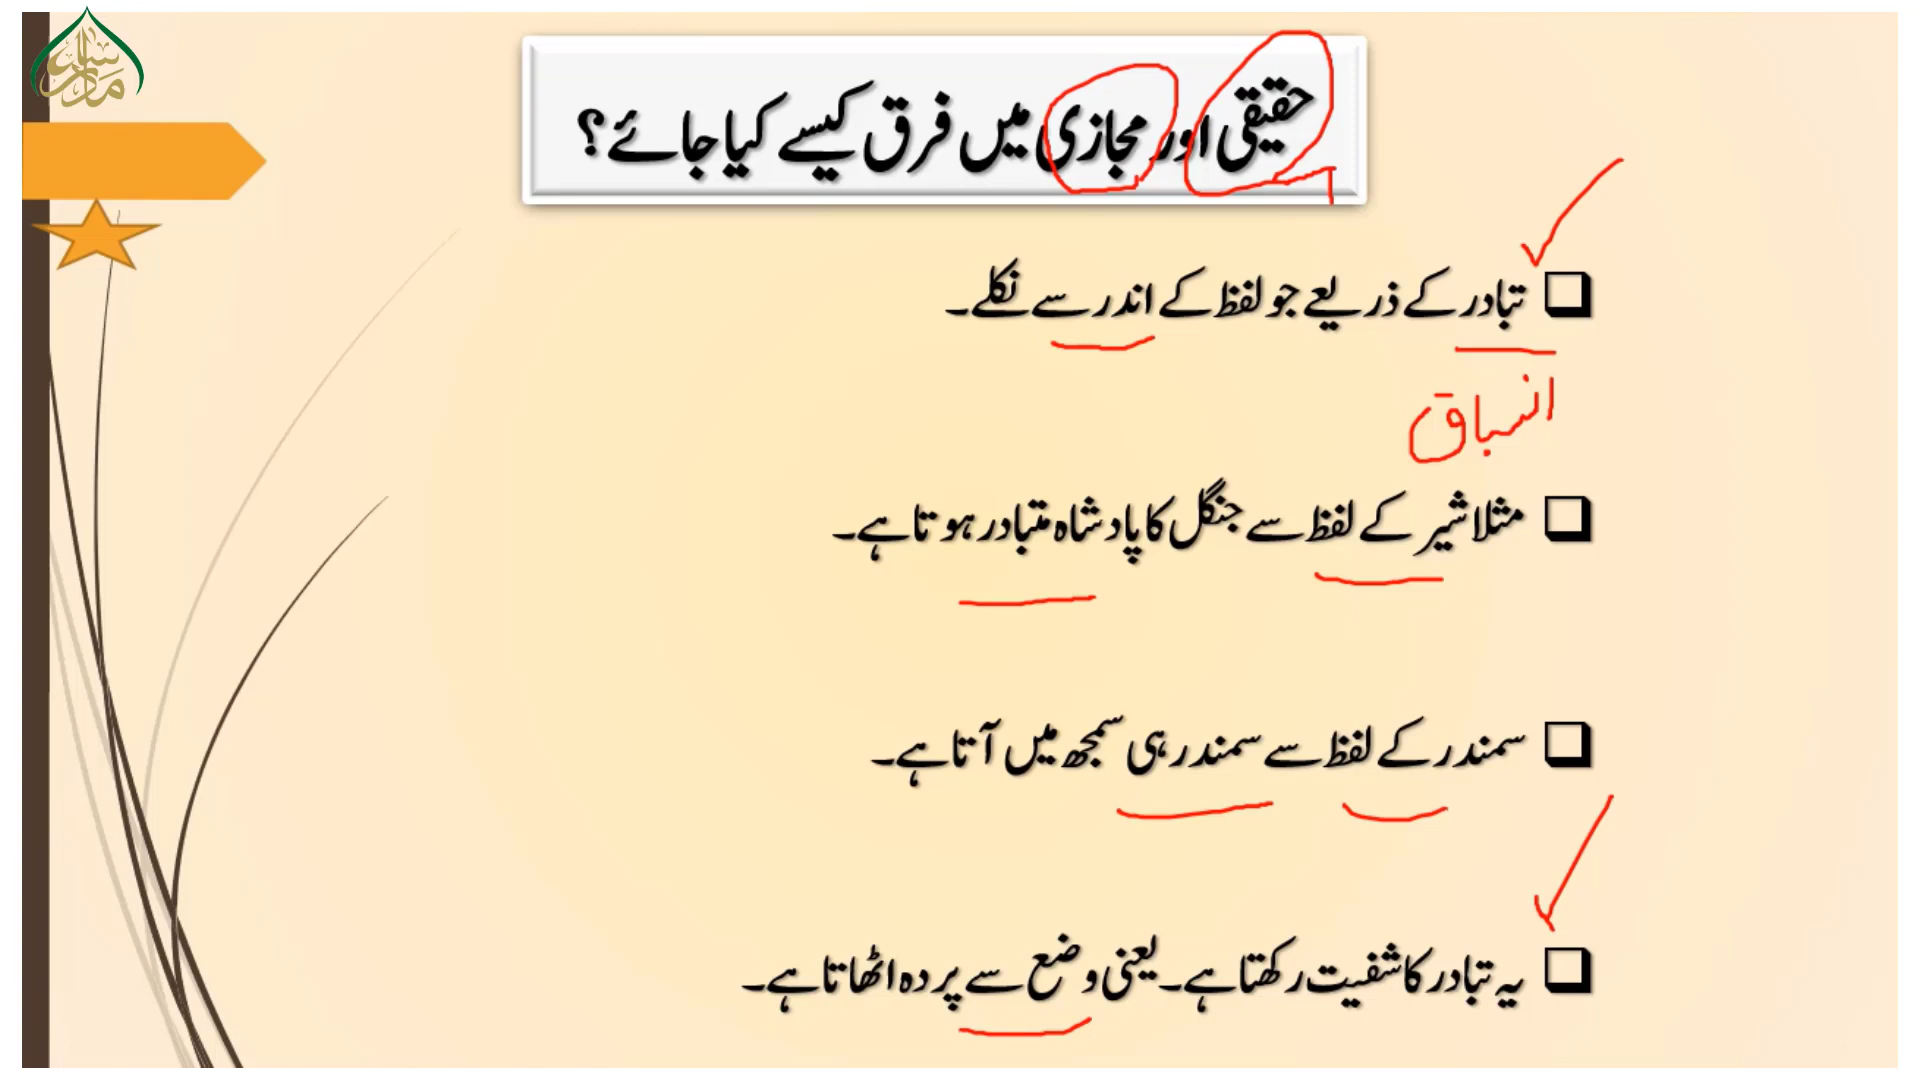 حقیقی اور مجازی میں فرق کیسے کیا جائے؟
تبادر کے ذریعے جو لفظ کے اندر سے نکلے۔
انسباق
مثلا شیر کے لفظ سے جنگل کا پادشاہ متبادر ہوتا ہے۔
سمندر کے لفظ سے سمندر ہی سمجھ میں آتا ہے۔
یہ تبادر کاشفیت رکھتا ہے۔ یعنی وضع سے پردہ اٹھاتا ہے۔